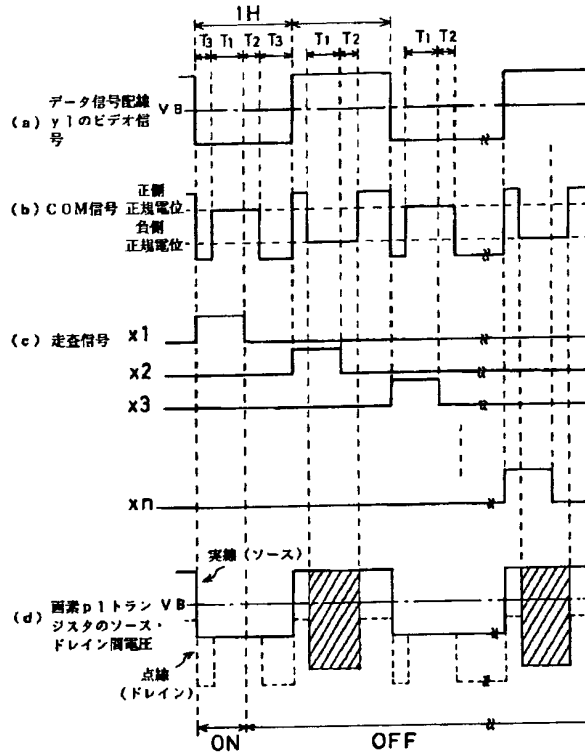 1H
T3 T1 T2 T3 T1 T2 T1 T2
(a) データ信号配線
y1のビデオ信
号
VB
(b) COM信号
正側
正規電位
負側
正規電位
(c) 走査信号
x1
x2
x3
xn
実線(ソース)
(d) 画素p1トラン
ジスタのソース・
ドレイン間電圧
VB
点線
(ドレイン)
ON OFF